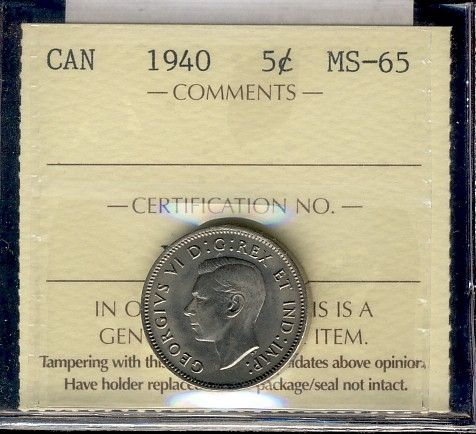 CAN 1940 5¢ MS-65
— COMMENTS —
— CERTIFICATION NO. —
GEORGIVS VI D:G:REX ET IND:IMP:
IN O IS IS A
GEN ITEM.
Tampering with thi idates above opinion,
Have holder replac package/seal not intact.